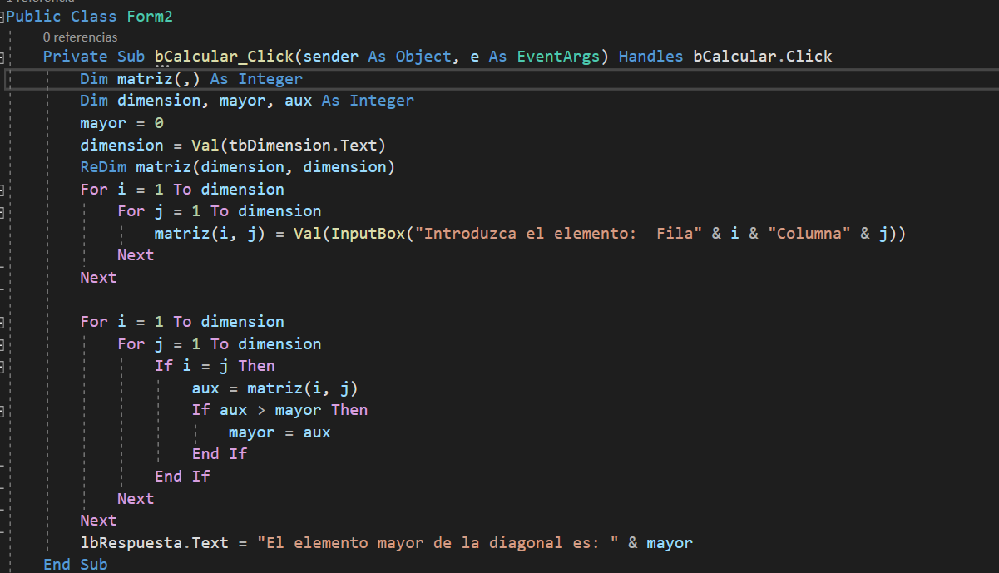 1 referencia
Public Class Form2
0 referencias
Private Sub bCalcular_Click(sender As Object, e As EventArgs) Handles bCalcular.Click
Dim matriz(,) As Integer
Dim dimension, mayor, aux As Integer
mayor = 0
dimension = Val(tbDimension.Text)
ReDim matriz(dimension, dimension)
For i = 1 To dimension
For j = 1 To dimension
matriz(i, j) = Val(InputBox("Introduzca el elemento:  Fila" & i & "Columna" & j))
Next
Next
For i = 1 To dimension
For j = 1 To dimension
If i = j Then
aux = matriz(i, j)
If aux > mayor Then
mayor = aux
End If
End If
Next
Next
lbRespuesta.Text = "El elemento mayor de la diagonal es: " & mayor
End Sub